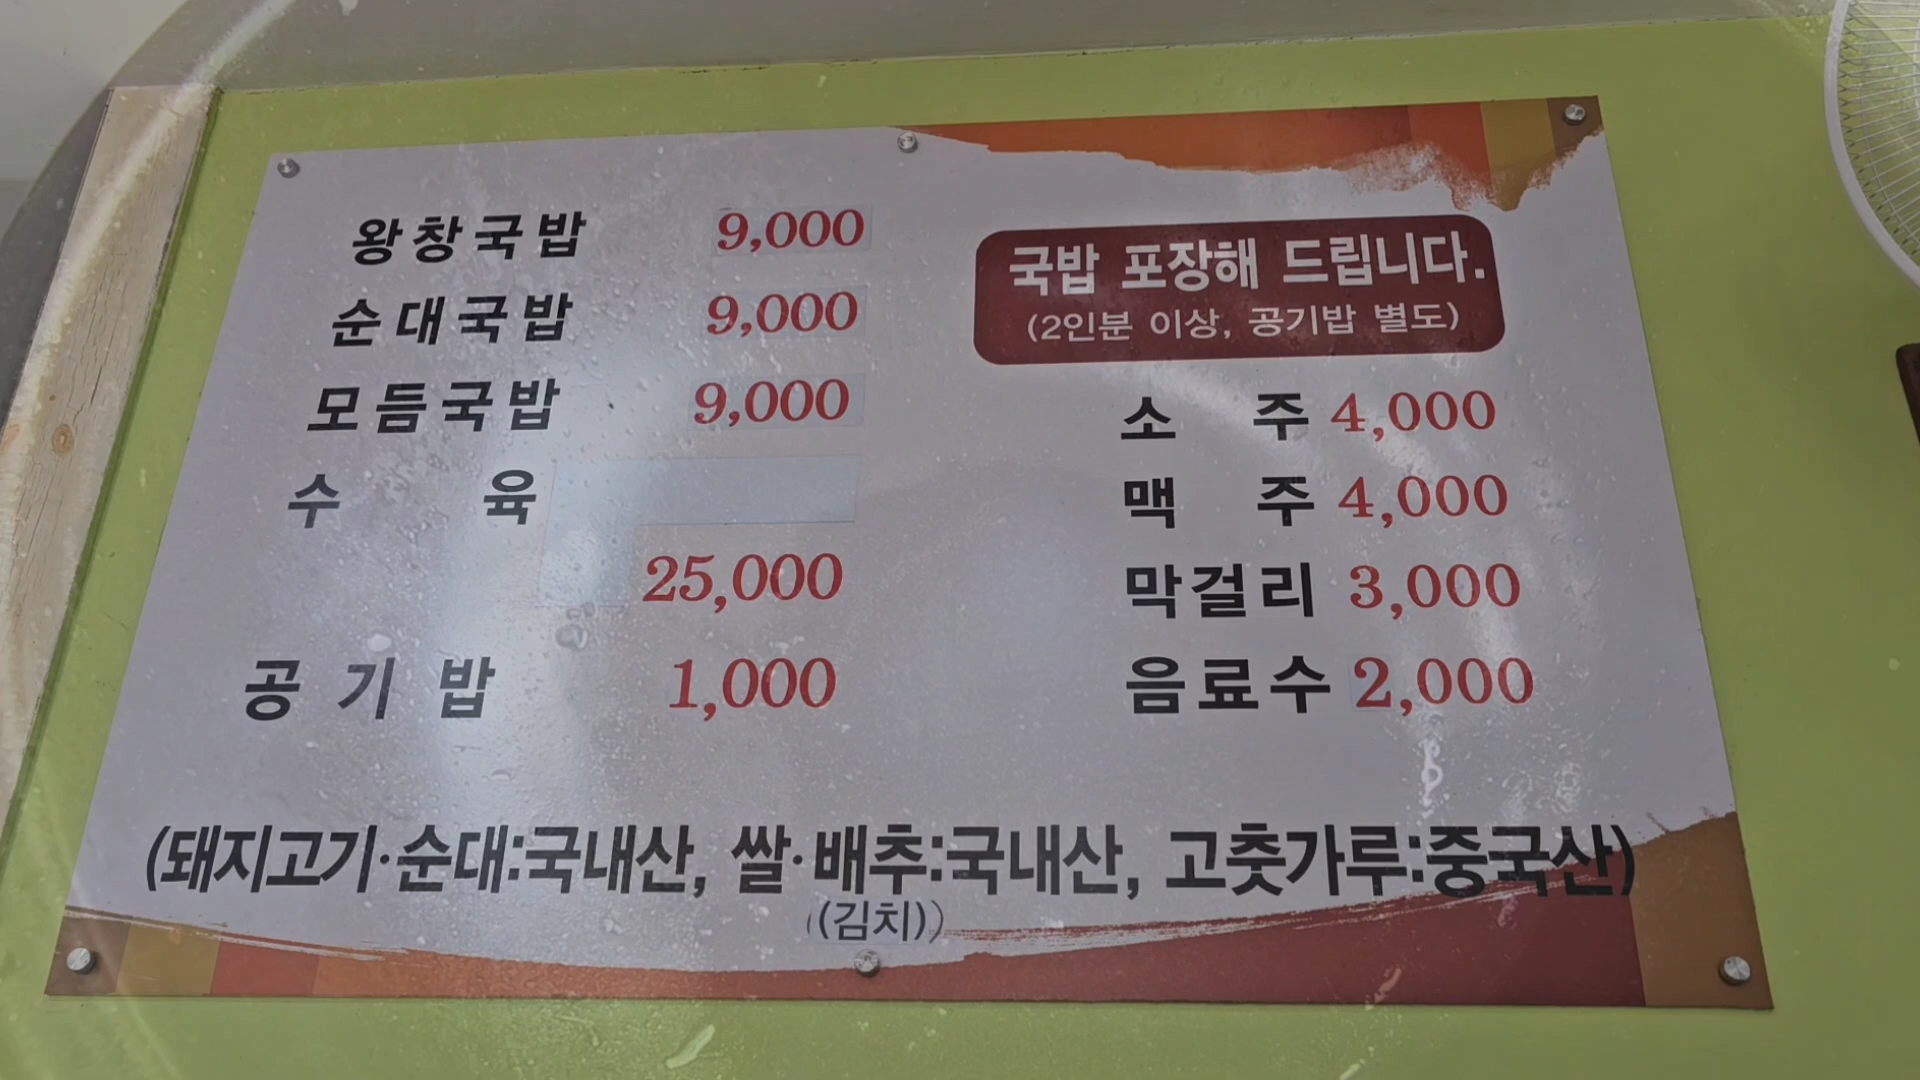 왕창국밥 9,000
순대국밥 9,000
모듬국밥 9,000
수 육
25,000
공기밥 1,000
국밥 포장해 드립니다.
(2인분 이상, 공기밥 별도)
소 주 4,000
맥 주 4,000
막걸리 3,000
음료수 2,000
(돼지고기·순대:국내산, 쌀·배추:국내산, 고춧가루:중국산)
((김치))